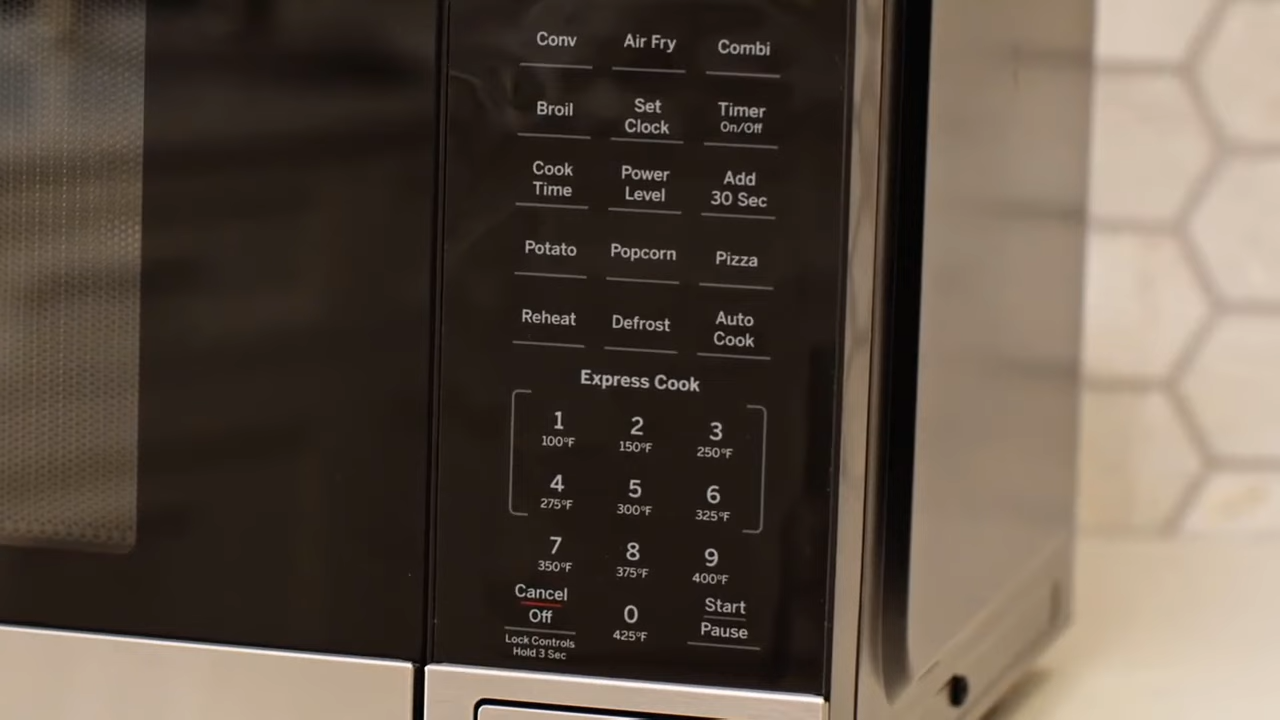 Conv Air Fry Combi
Broil Set Clock Timer On/Off
Cook Time Power Level Add 30 Sec
Potato Popcorn Pizza
Reheat Defrost Auto Cook
Express Cook
1 2 3
100°F 150°F 250°F
4 5 6
275°F 300°F 325°F
7 8 9
350°F 375°F 400°F
Cancel Off 0 Start Pause
425°F
Lock Controls
Hold 3 Sec